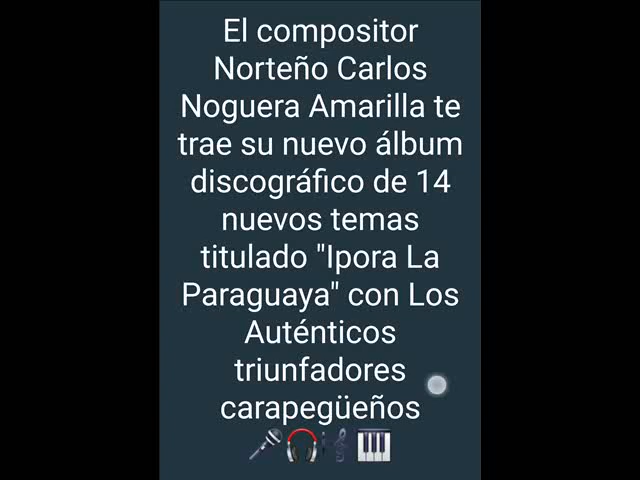 El compositor
Norteño Carlos
Noguera Amarilla te
trae su nuevo álbum
discográfico de 14
nuevos temas
titulado "Ipora La
Paraguaya" con Los
Auténticos
triunfadores
carapegüeños